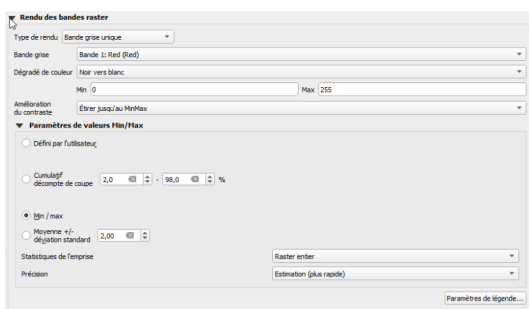 Rendu des bandes raster
Type de rendu Bande grise unique
Bande grise Bande 1: Red (Red)
Dégradé de couleur Noir vers blanc
Min 0 Max 255
Amélioration
du contraste Étirer jusqu'au MinMax
Paramètres de valeurs Min/Max
Défini par l'utilisateur
Cumulatif
décompte de coupe 2,0 - 98,0 %
Min / max
Moyenne +/-
déviation standard 2,00
Statistiques de l'emprise Raster entier
Précision Estimation (plus rapide)
Paramètres de légende...